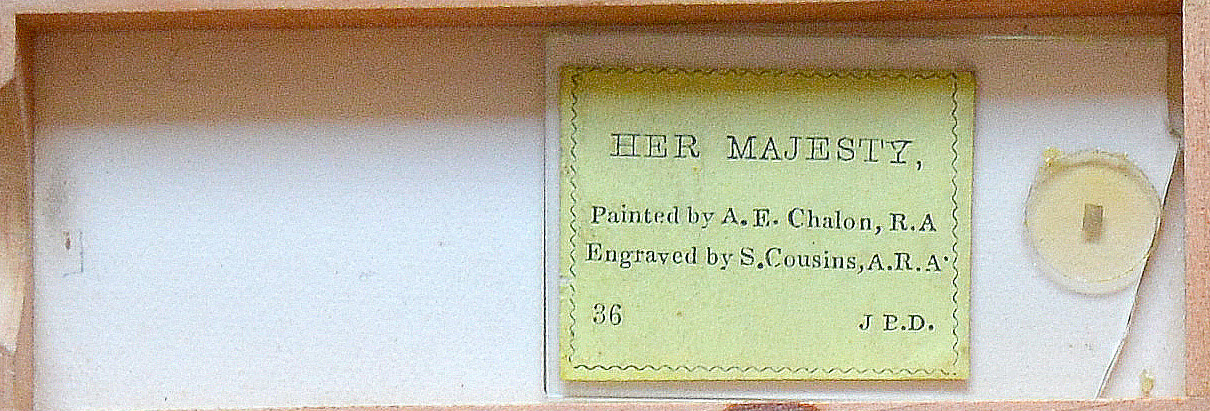 HER MAJESTY,
Painted by A. E. Chalon, R.A
Engraved by S. Cousins, A.R.A.
36 J P.D.